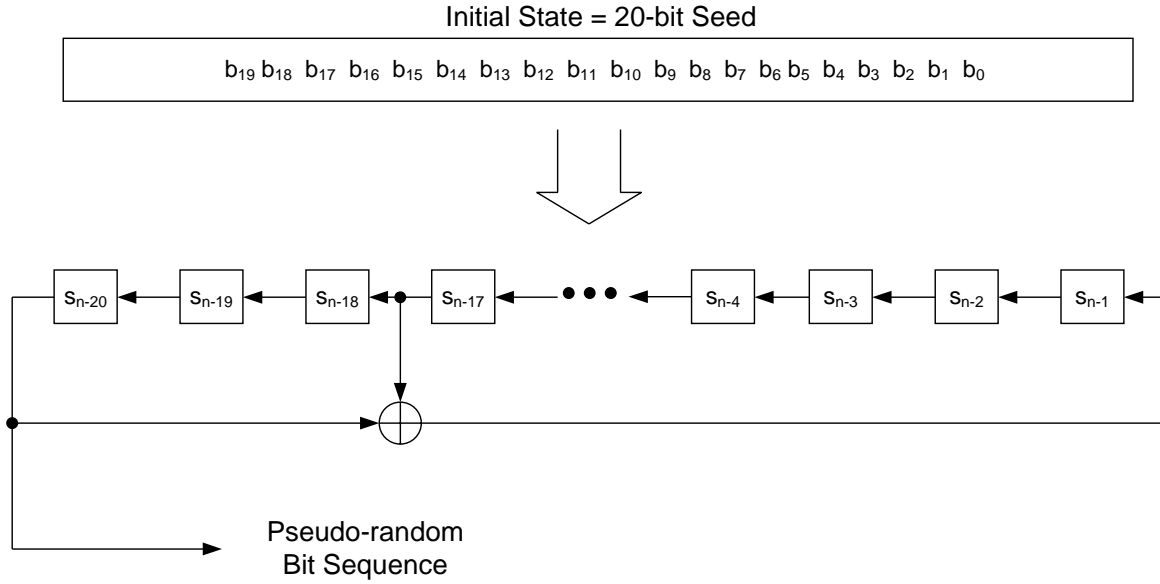 Initial State = 20-bit Seed
b19 b18 b17 b16 b15 b14 b13 b12 b11 b10 b9 b8 b7 b6 b5 b4 b3 b2 b1 b0
sn-20 sn-19 sn-18 sn-17 sn-4 sn-3 sn-2 sn-1
Pseudo-random
Bit Sequence